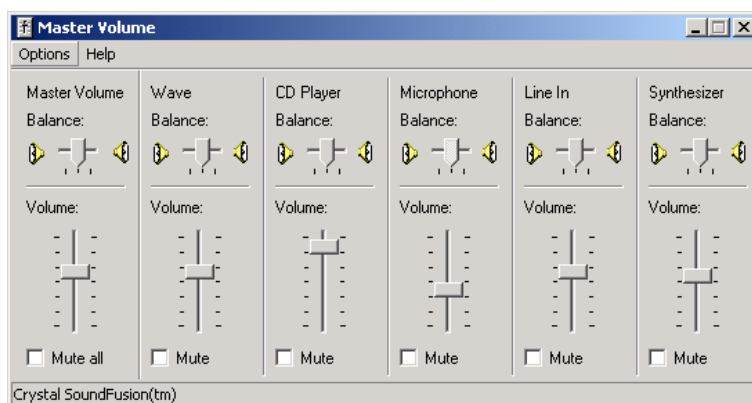 Master Volume
Options Help
Master Volume Wave CD Player Microphone Line In Synthesizer
Balance: Balance: Balance: Balance: Balance: Balance:
Volume: Volume: Volume: Volume: Volume: Volume:
Mute all Mute Mute Mute Mute Mute
Crystal SoundFusion(tm)